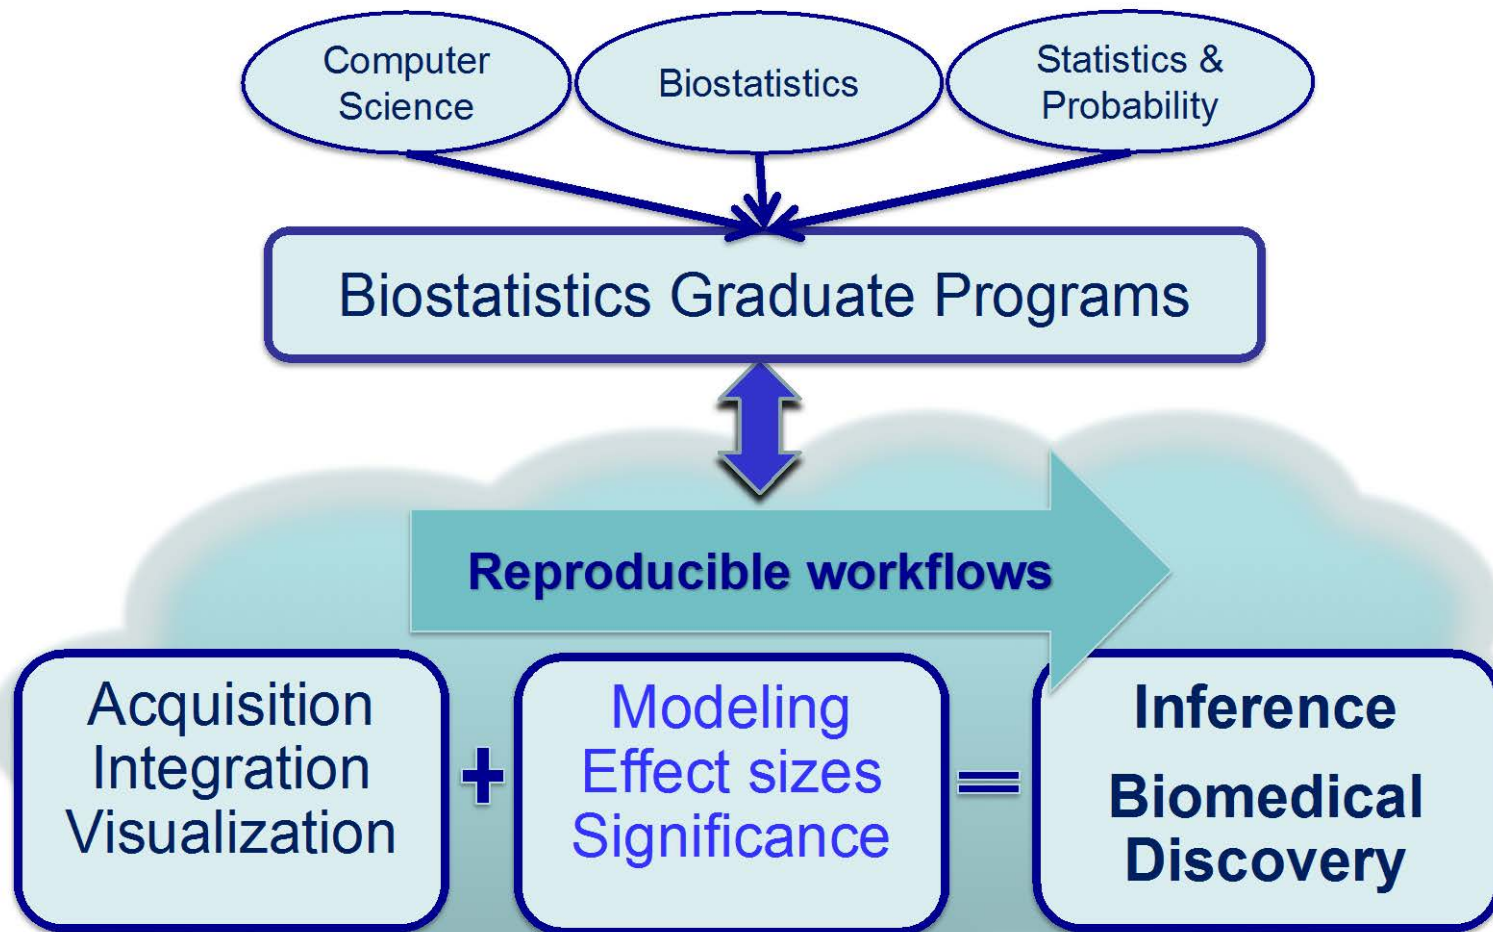 Computer
Science
Biostatistics
Statistics &
Probability
Biostatistics Graduate Programs
Reproducible workflows
Acquisition
Integration
Visualization
+
Modeling
Effect sizes
Significance
=
Inference
Biomedical
Discovery